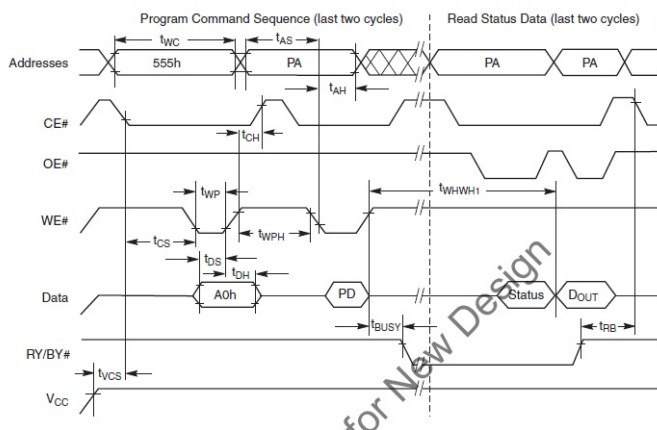 Program Command Sequence (last two cycles)
Read Status Data (last two cycles)
tWC
tAS
Addresses
555h
PA
PA
PA
tAH
CE#
tCH
OE#
tWP
tWHWH1
WE#
tCS
tWPH
tDS
tDH
Data
A0h
PD
Status
DOUT
tBUSY
tRB
RY/BY#
tVCS
VCC
for New Design